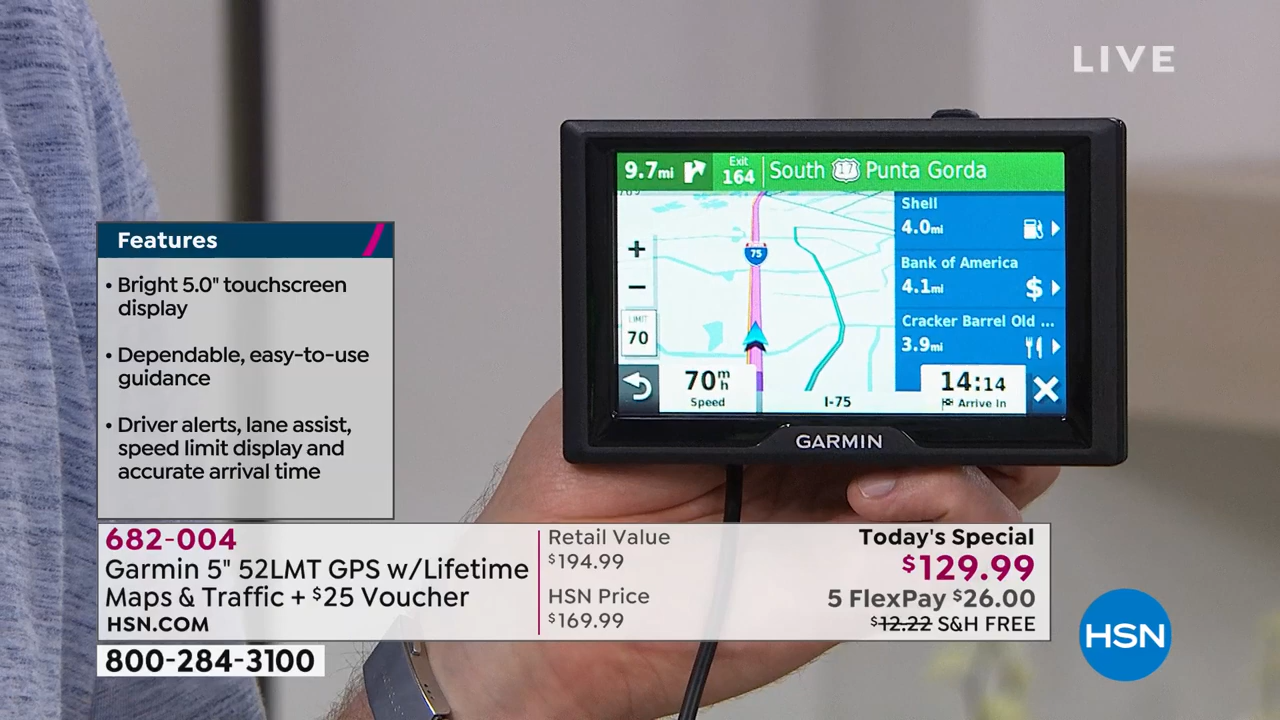 LIVE
9.7mi
Exit
164
South 17 Punta Gorda
Shell
4.0mi
Bank of America
4.1mi
$
Cracker Barrel Old ...
3.9mi
+
−
75
LIMIT
70
70mh
Speed
I-75
14:14
Arrive In
GARMIN
Features
• Bright 5.0" touchscreen
display
• Dependable, easy-to-use
guidance
• Driver alerts, lane assist,
speed limit display and
accurate arrival time
682-004
Garmin 5" 52LMT GPS w/Lifetime
Maps & Traffic + $25 Voucher
HSN.COM
Retail Value
$194.99
HSN Price
$169.99
Today's Special
$129.99
5 FlexPay $26.00
$12.22 S&H FREE
800-284-3100
HSN